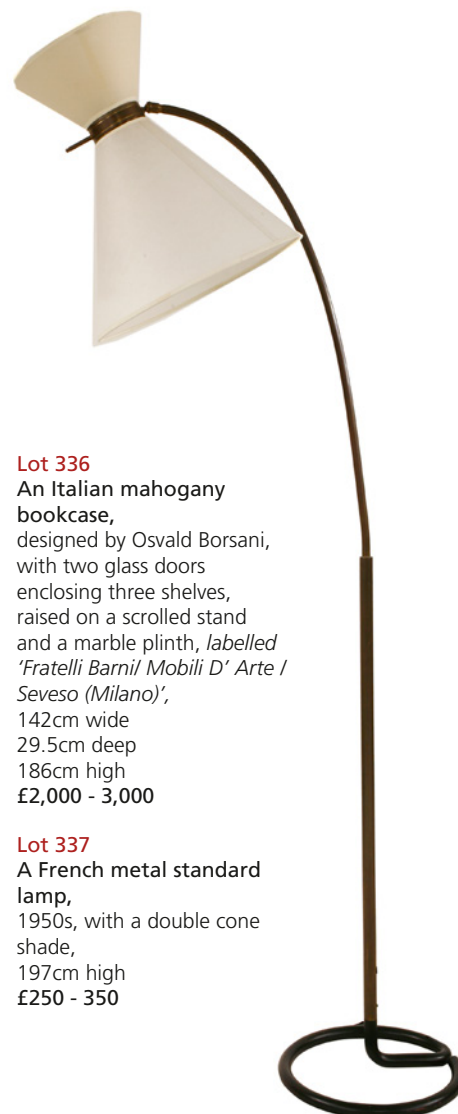 Lot 336
An Italian mahogany
bookcase,
designed by Osvald Borsani,
with two glass doors
enclosing three shelves,
raised on a scrolled stand
and a marble plinth, labelled
‘Fratelli Barni/ Mobili D’ Arte /
Seveso (Milano)’,
142cm wide
29.5cm deep
186cm high
£2,000 - 3,000
Lot 337
A French metal standard
lamp,
1950s, with a double cone
shade,
197cm high
£250 - 350